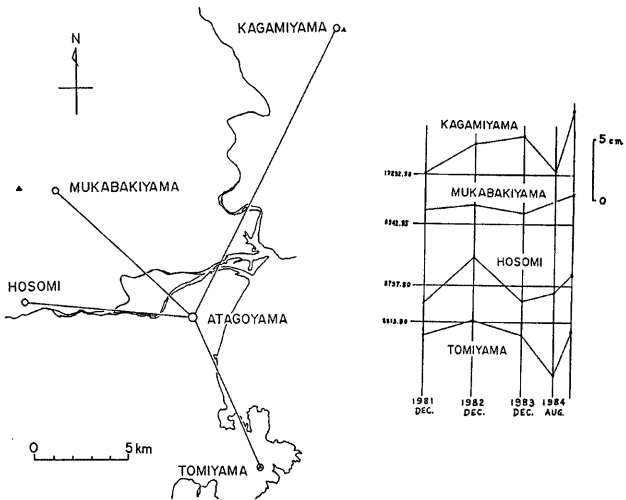 KAGAMIYAMA
N
MUKABAKIYAMA
HOSOMI
ATAGOYAMA
TOMIYAMA
0 5 km
KAGAMIYAMA
5 cm
0
MUKABAKIYAMA
HOSOMI
TOMIYAMA
1981 1982 1983 1984
DEC. DEC. DEC. AUG.